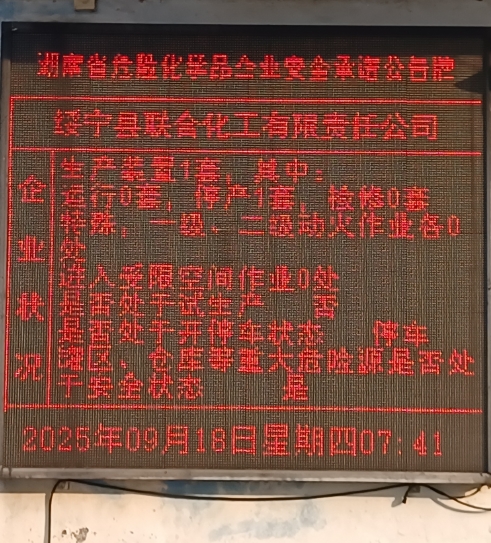 湖南省危险化学品企业安全承诺公告牌
绥宁县联合化工有限责任公司
企业状况
生产装置1套，其中：
运行0套，停产1套，检修0套
特殊、一级、二级动火作业各0
处
进入受限空间作业0处
是否处于试生产 否
是否处于开停车状态 停车
罐区、仓库等重大危险源是否处
于安全状态 是
2025年09月18日星期四07:41